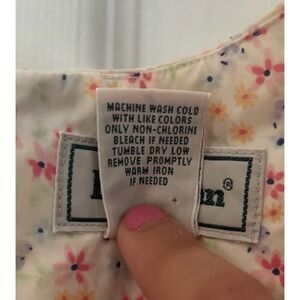 MACHINE WASH COLD
WITH LIKE COLORS
ONLY NON-CHLORINE
BLEACH IF NEEDED
TUMBLE DRY LOW
REMOVE PROMPTLY
WARM IRON
IF NEEDED
®